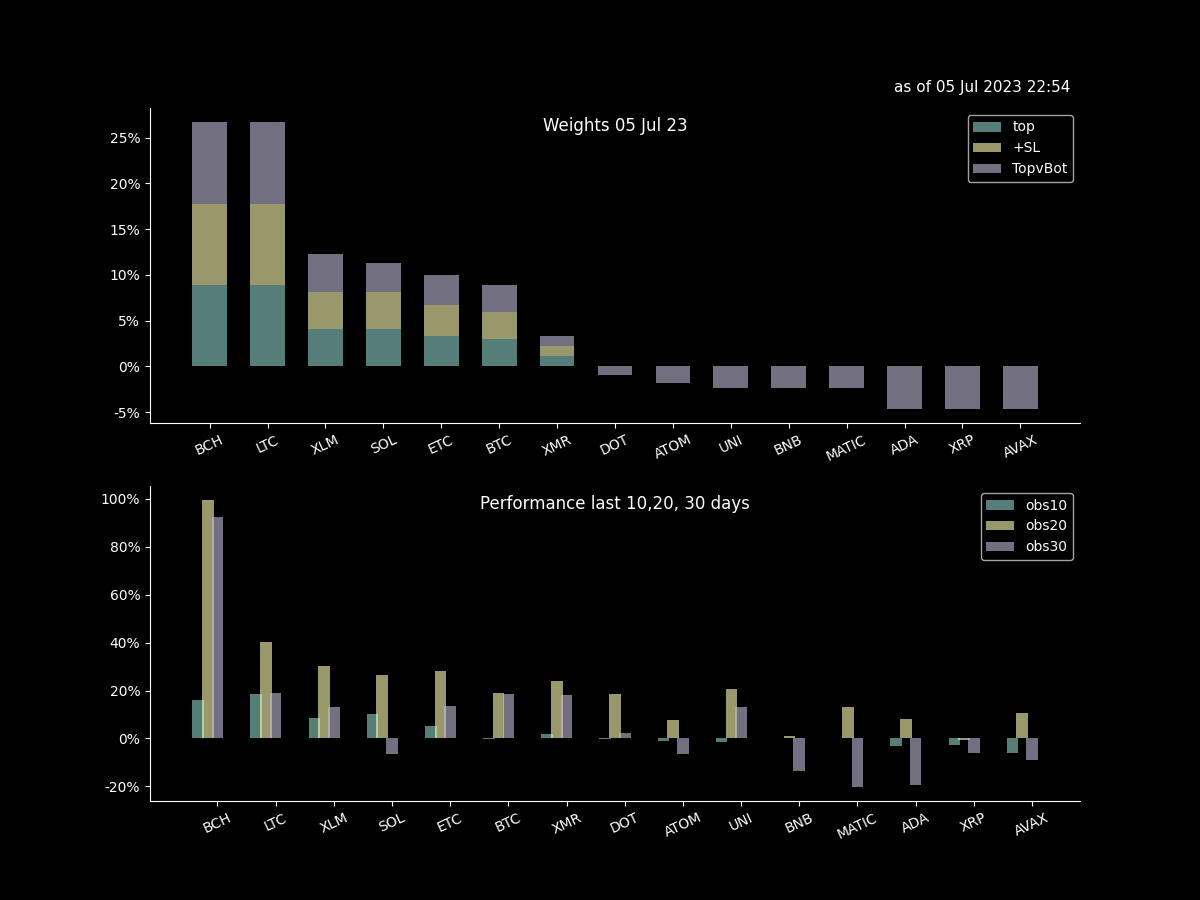 as of 05 Jul 2023 22:54
Weights 05 Jul 23
top
+SL
TopvBot
25%
20%
15%
10%
5%
0%
-5%
BCH LTC XLM SOL ETC BTC XMR DOT ATOM UNI BNB MATIC ADA XRP AVAX
Performance last 10,20, 30 days
obs10
obs20
obs30
100%
80%
60%
40%
20%
0%
-20%
BCH LTC XLM SOL ETC BTC XMR DOT ATOM UNI BNB MATIC ADA XRP AVAX